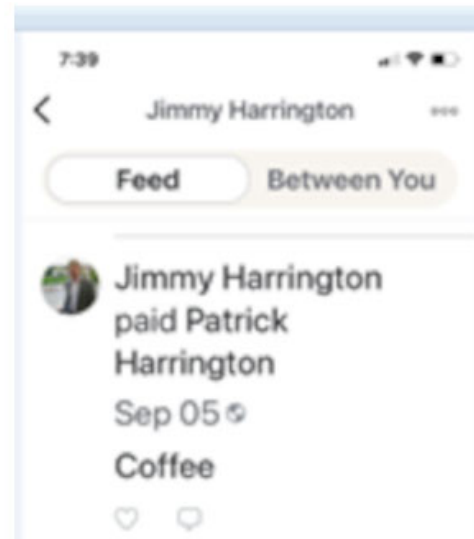 7:39
Jimmy Harrington
Feed Between You
Jimmy Harrington
paid Patrick
Harrington
Sep 05
Coffee